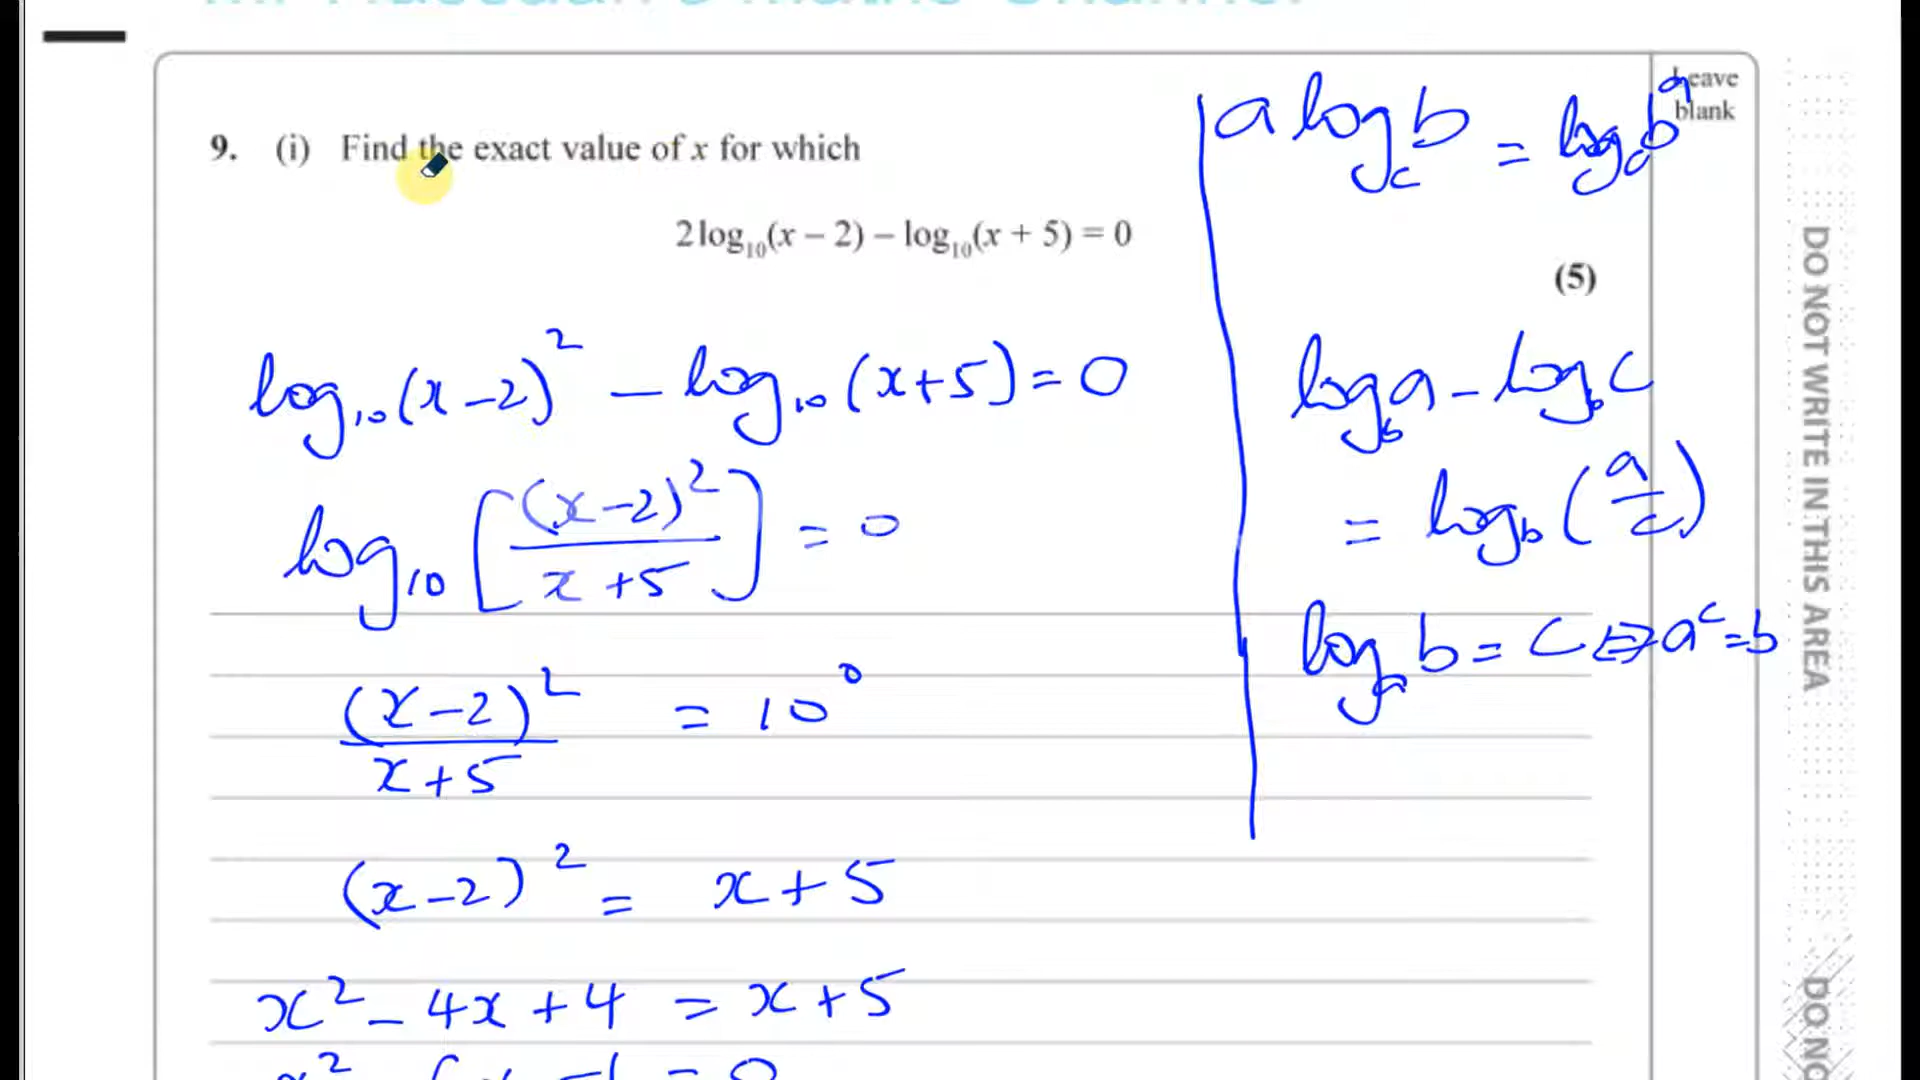 9. (i) Find the exact value of x for which
2log₁₀(x – 2) – log₁₀(x + 5) = 0
(5)
Leave
blank
log₁₀(x-2)² - log₁₀(x+5) = 0
log₁₀[(x-2)²/(x+5)] = 0
(x-2)²/(x+5) = 10⁰
(x-2)² = x+5
x² - 4x + 4 = x+5
a log_c b = log_c b^a
log_b a - log_b c
= log_b (a/c)
log_a b = c ⇔ a^c = b
DO NOT WRITE IN THIS AREA
DO NO